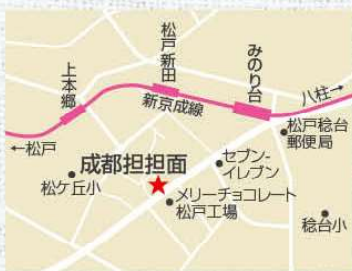 松戸新田
みのり台
上本郷
八柱→
新京成線
←松戸
松戸稔台
郵便局
セブン-
イレブン
成都担担面
松ケ丘小
メリーチョコレート
松戸工場
稔台小